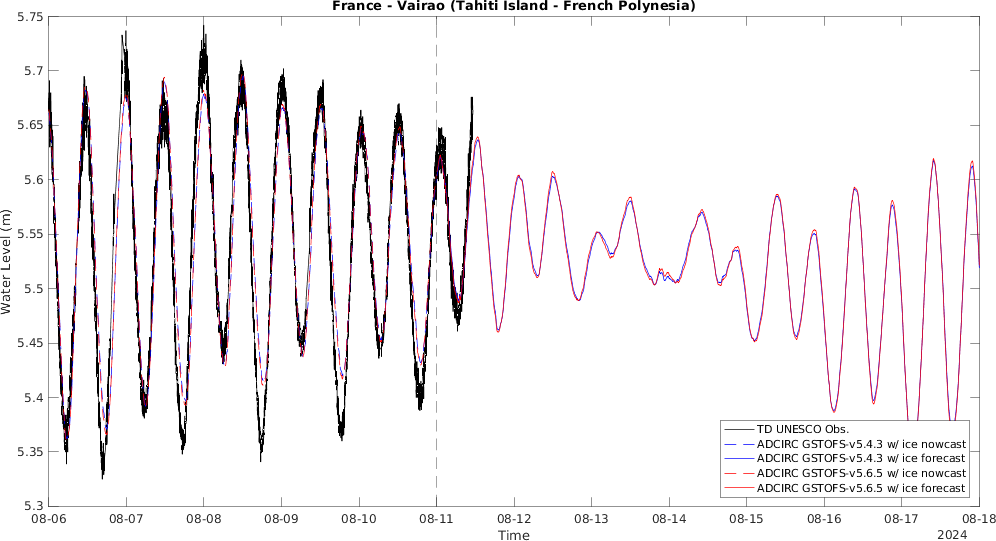 France - Vairao (Tahiti Island - French Polynesia)
5.75
5.7
5.65
5.6
5.55
5.5
5.45
5.4
5.35
5.3
Water Level (m)
TD UNESCO Obs.
ADCIRC GSTOFS-v5.4.3 w/ ice nowcast
ADCIRC GSTOFS-v5.4.3 w/ ice forecast
ADCIRC GSTOFS-v5.6.5 w/ ice nowcast
ADCIRC GSTOFS-v5.6.5 w/ ice forecast
08-06 08-07 08-08 08-09 08-10 08-11 08-12 08-13 08-14 08-15 08-16 08-17 08-18
Time
2024